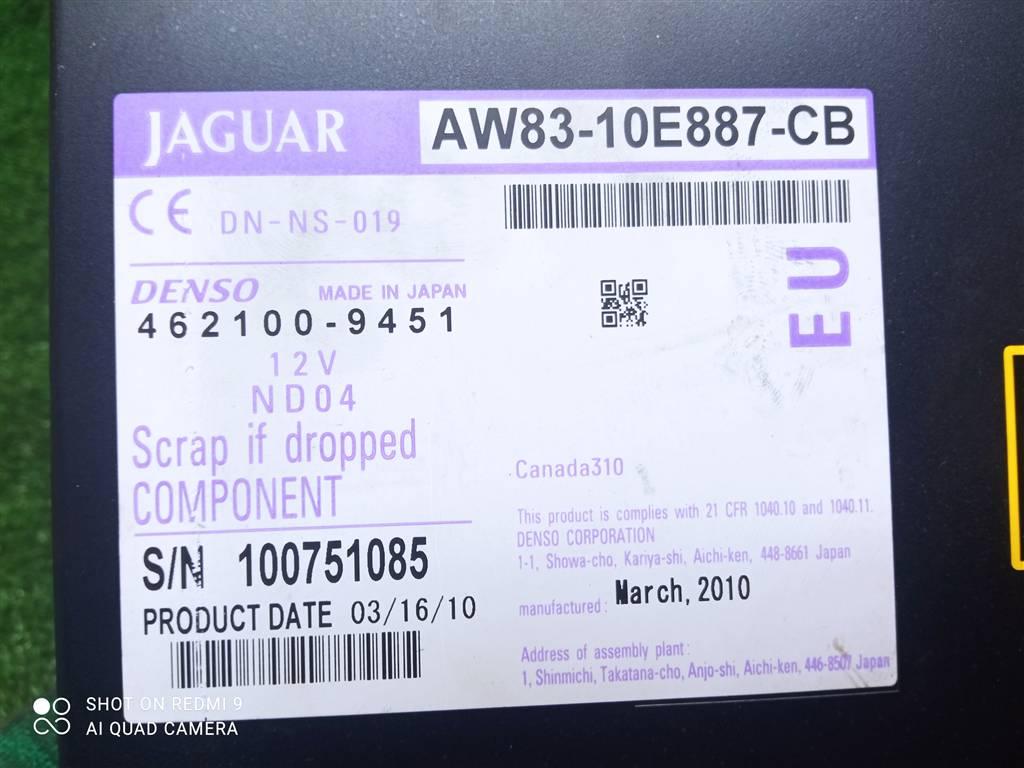 JAGUAR AW83-10E887-CB
CE DN-NS-019
DENSO MADE IN JAPAN
462100-9451
12V
ND04
Scrap if dropped
COMPONENT
S/N 100751085
PRODUCT DATE 03/16/10
EU
Canada310
This product is complies with 21 CFR 1040.10 and 1040.11.
DENSO CORPORATION
1-1, Showa-cho, Kariya-shi, Aichi-ken, 448-8661 Japan
manufactured: March, 2010
Address of assembly plant:
1, Shinmichi, Takatana-cho, Anjo-shi, Aichi-ken, 446-8507 Japan
SHOT ON REDMI 9
AI QUAD CAMERA